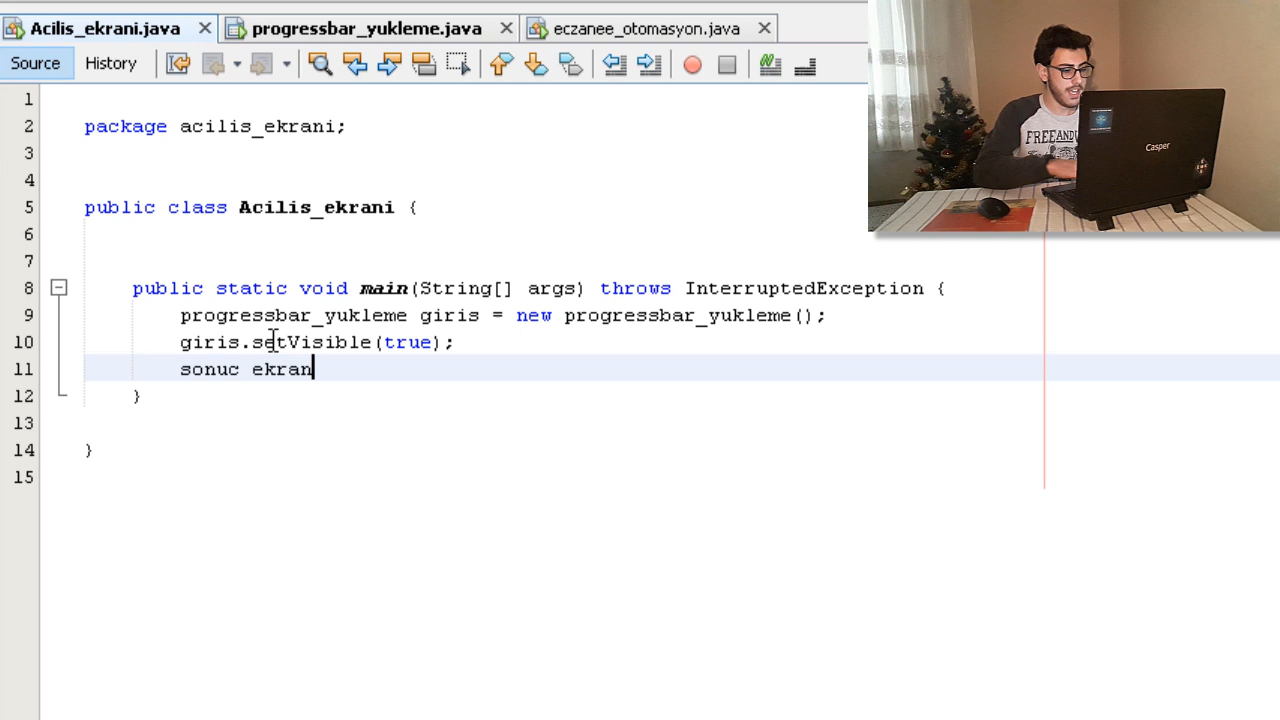 Acilis_ekrani.java progressbar_yukleme.java eczanee_otomasyon.java
Source History
1
2 package acilis_ekrani;
3
4
5 public class Acilis_ekrani {
6
7
8 public static void main(String[] args) throws InterruptedException {
9 progressbar_yukleme giris = new progressbar_yukleme();
10 giris.setVisible(true);
11 sonuc ekran
12 }
13
14 }
15
FREEAND
Casper